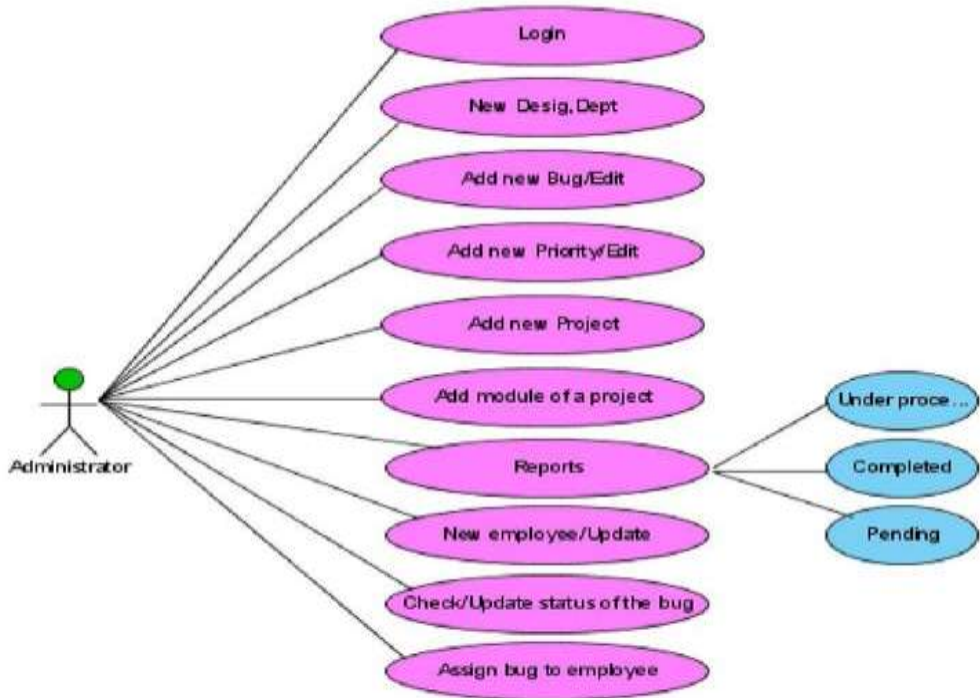 Login
New Desig,Dept
Add new Bug/Edit
Add new Priority/Edit
Add new Project
Add module of a project
Under proce...
Administrator
Reports
Completed
New employee/Update
Pending
Check/Update status of the bug
Assign bug to employee